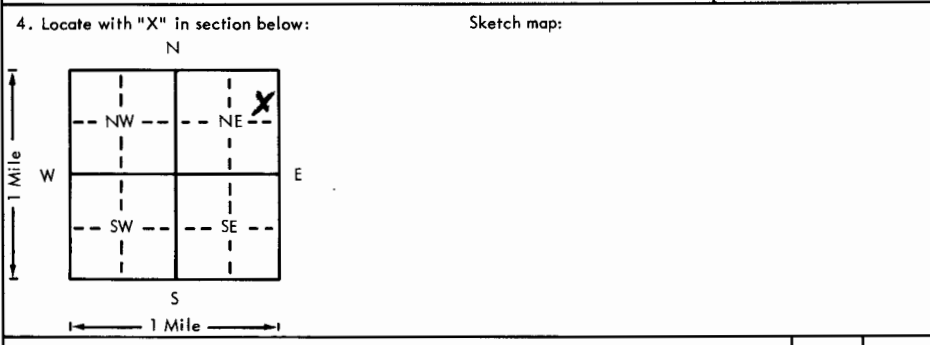 4. Locate with "X" in section below: Sketch map:
N
X
NW NE
1 Mile
W E
SW SE
S
1 Mile